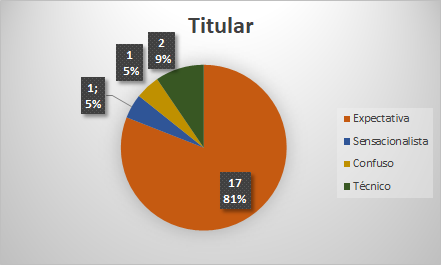 Titular
2
9%
1
5%
1;
5%
17
81%
Expectativa
Sensacionalista
Confuso
Técnico